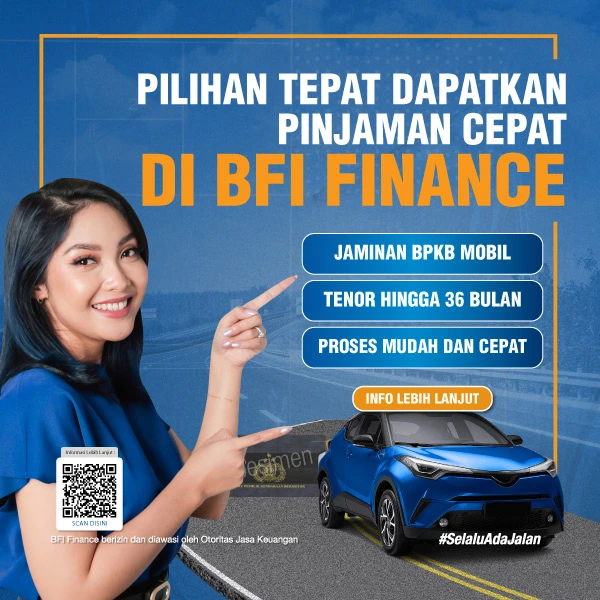 PILIHAN TEPAT DAPATKAN
PINJAMAN CEPAT
DI BFI FINANCE
JAMINAN BPKB MOBIL
TENOR HINGGA 36 BULAN
PROSES MUDAH DAN CEPAT
INFO LEBIH LANJUT
Informasi Lebih Lanjut :
SCAN DISINI
BFI Finance berizin dan diawasi oleh Otoritas Jasa Keuangan
#SelaluAdaJalan